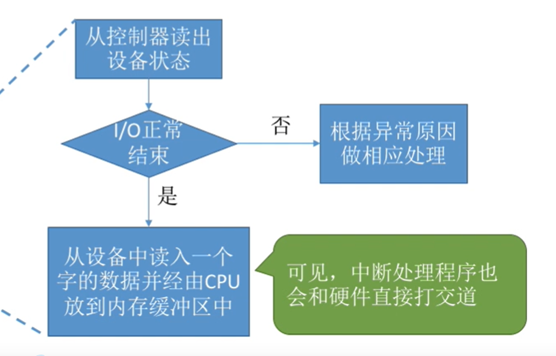 从控制器读出
设备状态
I/O正常
结束
否
根据异常原因
做相应处理
是
从设备中读入一个
字的数据并经由CPU
放到内存缓冲区中
可见，中断处理程序也
会和硬件直接打交道